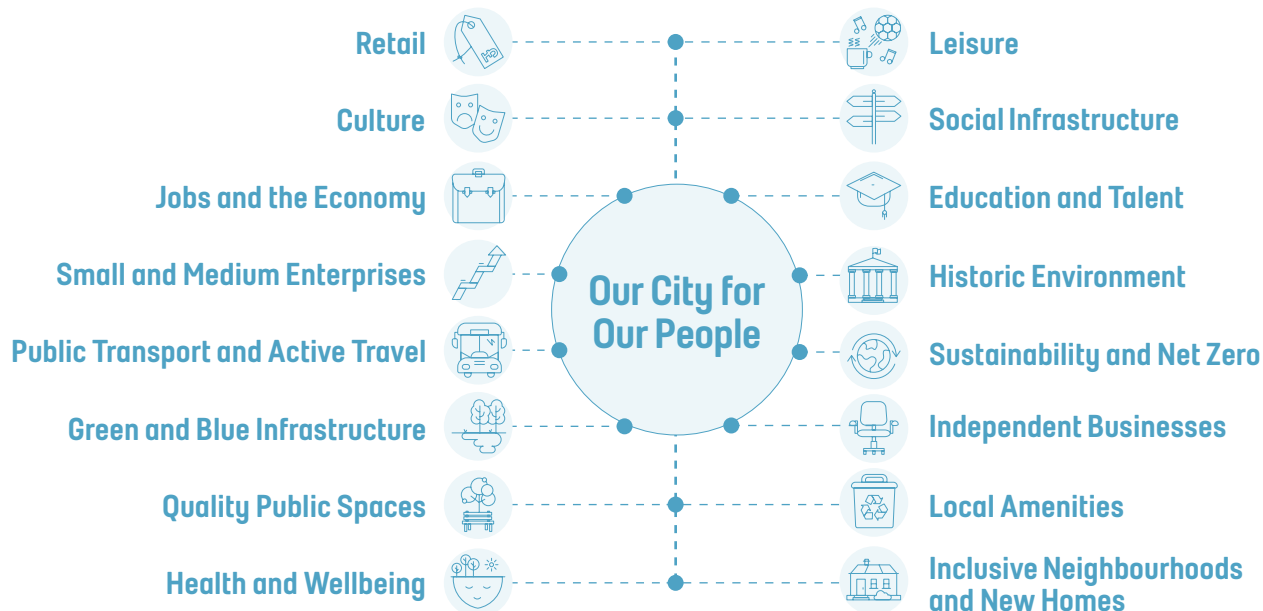 Retail
Leisure
Culture
Social Infrastructure
Jobs and the Economy
Education and Talent
Small and Medium Enterprises
Historic Environment
Our City for
Our People
Public Transport and Active Travel
Sustainability and Net Zero
Green and Blue Infrastructure
Independent Businesses
Quality Public Spaces
Local Amenities
Health and Wellbeing
Inclusive Neighbourhoods
and New Homes